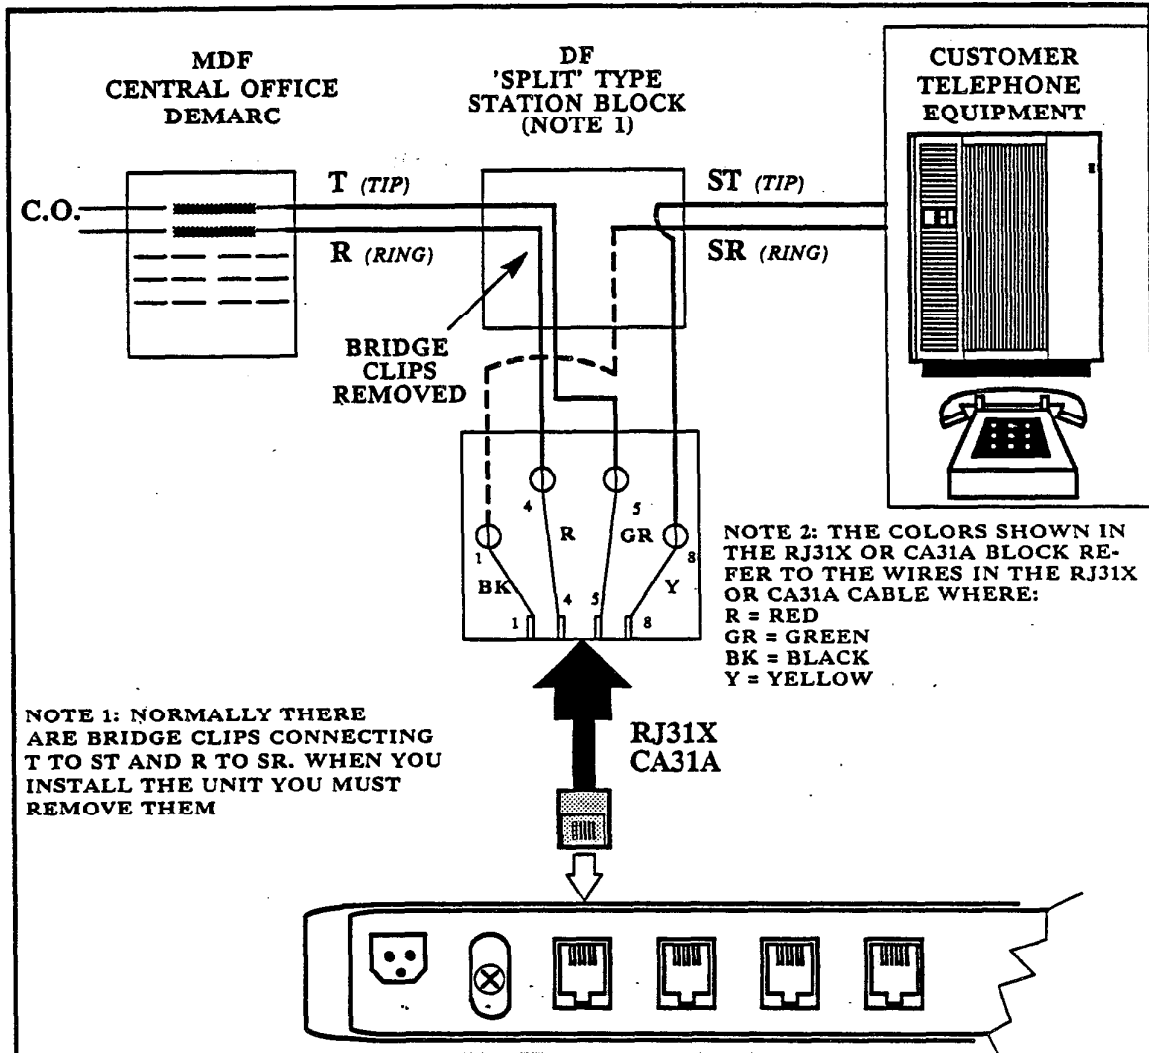 MDF
CENTRAL OFFICE
DEMARC
DF
'SPLIT' TYPE
STATION BLOCK
(NOTE 1)
CUSTOMER
TELEPHONE
EQUIPMENT
C.O.
T (TIP)
R (RING)
ST (TIP)
SR (RING)
BRIDGE
CLIPS
REMOVED
4
5
R
GR
1
8
BK
Y
4
5
1
8
NOTE 2: THE COLORS SHOWN IN
THE RJ31X OR CA31A BLOCK RE-
FER TO THE WIRES IN THE RJ31X
OR CA31A CABLE WHERE:
R = RED
GR = GREEN
BK = BLACK
Y = YELLOW
NOTE 1: NORMALLY THERE
ARE BRIDGE CLIPS CONNECTING
T TO ST AND R TO SR. WHEN YOU
INSTALL THE UNIT YOU MUST
REMOVE THEM
RJ31X
CA31A